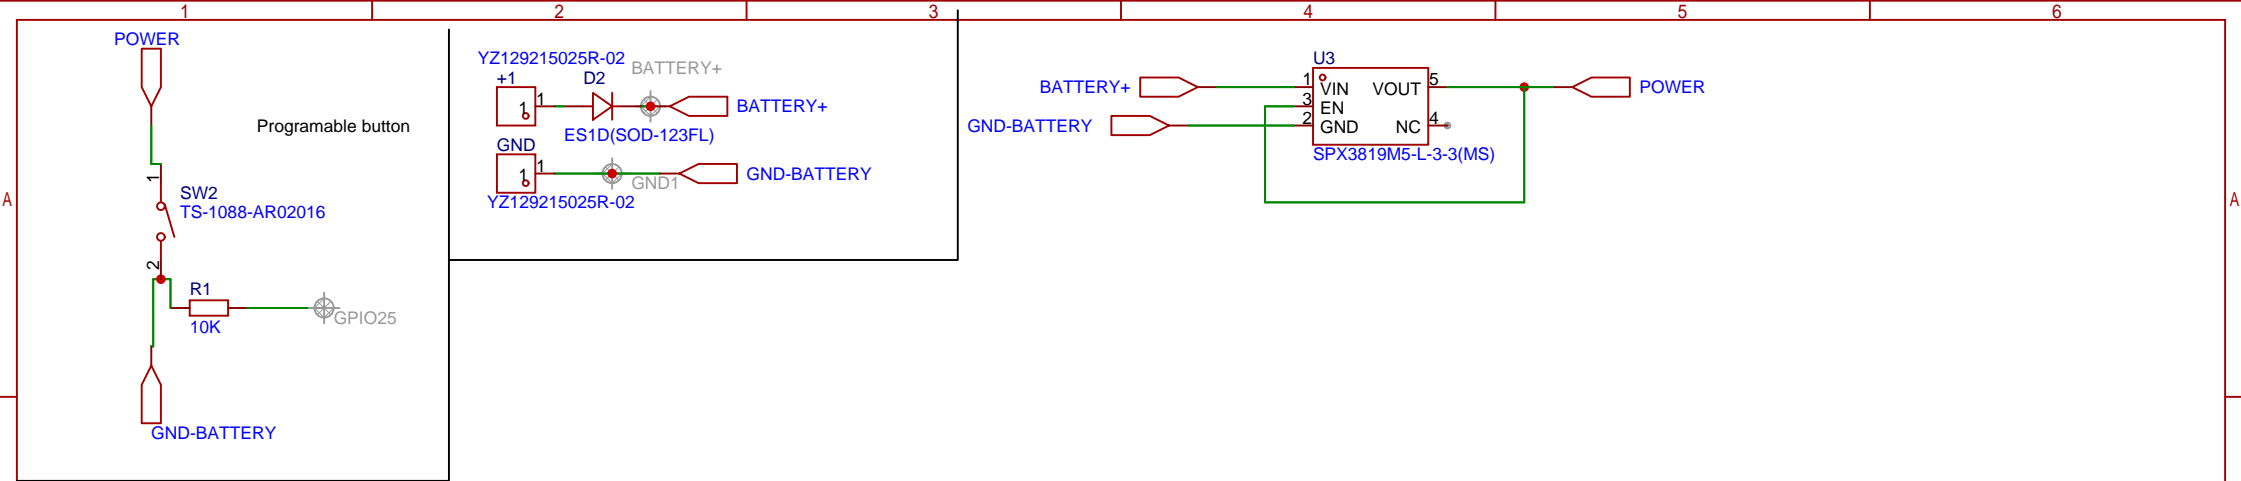 1 2 3 4 5 6
A
A
POWER
Programable button
1
SW2
TS-1088-AR02016
2
R1
10K
GPIO25
GND-BATTERY
YZ129215025R-02
BATTERY+
+1
D2
1
1
BATTERY+
ES1D(SOD-123FL)
GND
1
1
GND1
GND-BATTERY
YZ129215025R-02
U3
BATTERY+
1
VIN
VOUT
5
POWER
3
EN
GND-BATTERY
2
GND
NC
4
SPX3819M5-L-3-3(MS)